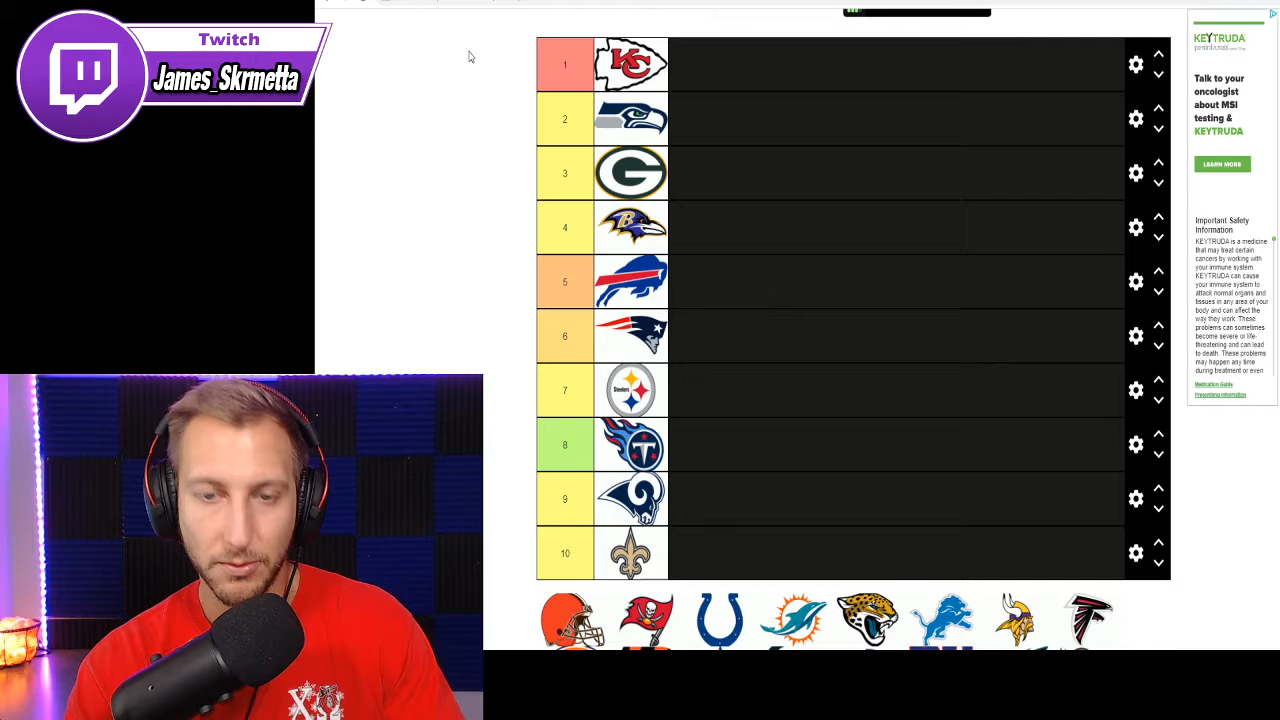 Twitch
James_Skrmetta
1
KC
2
3
G
4
B
5
6
7
Steelers
8
T
9
10
KEYTRUDA
Talk to your
oncologist
about MSI
testing &
KEYTRUDA
LEARN MORE
Important Safety
Information
KEYTRUDA is a medicine
that may treat certain
cancers by working with
your immune system.
KEYTRUDA can cause
your immune system to
attack normal organs and
tissues in any area of your
body and can affect the
way they work. These
problems can sometimes
become severe or life-
threatening and can lead
to death. These problems
may happen any time
during treatment or even
Medication Guide
Prescribing Information
ΧΩ